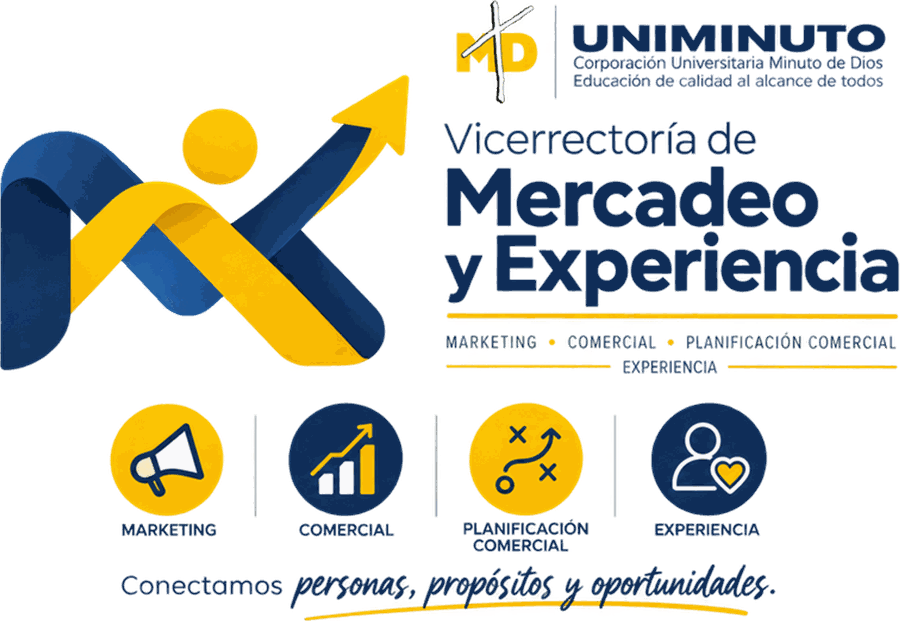 MD
UNIMINUTO
Corporación Universitaria Minuto de Dios
Educación de calidad al alcance de todos
Vicerrectoría de
Mercadeo
y Experiencia
MARKETING • COMERCIAL • PLANIFICACIÓN COMERCIAL
EXPERIENCIA
MARKETING
COMERCIAL
PLANIFICACIÓN
COMERCIAL
EXPERIENCIA
Conectamos personas, propósitos y oportunidades.